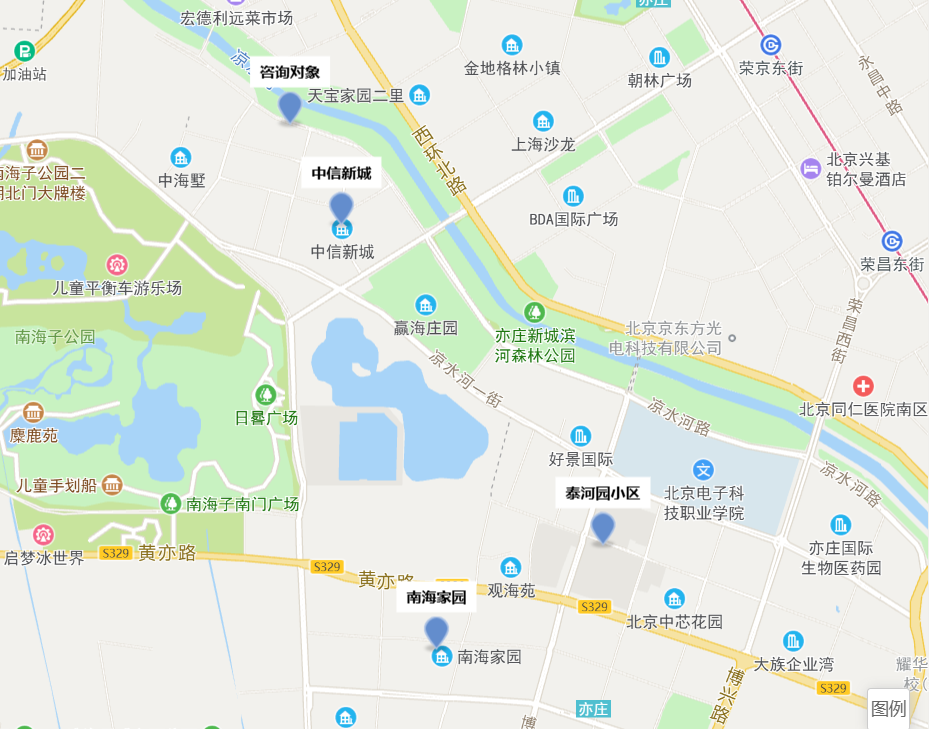 亦庄
宏德利远菜市场
加油站
凉
咨询对象
天宝家园二里
金地格林小镇
朝林广场
荣京东街
永昌中路
西环北路
上海沙龙
南海子公园二
期北门大牌楼
中海墅
中信新城
中信新城
BDA国际广场
北京兴基
铂尔曼酒店
荣昌东街
儿童平衡车游乐场
南海子公园
赢海庄园
亦庄新城滨
河森林公园
北京京东方光
电科技有限公司
荣昌西街
凉水河一街
日晷广场
麋鹿苑
凉水河路
北京同仁医院南区
好景国际
儿童手划船
南海子南门广场
泰河园小区
北京电子科
技职业学院
凉水河路
启梦冰世界
S329
黄亦路
S329
黄亦路
观海苑
S329
亦庄国际
生物医药园
南海家园
南海家园
北京中芯花园
大族企业湾
博兴路
S329
耀华
校(
亦庄
博
图例